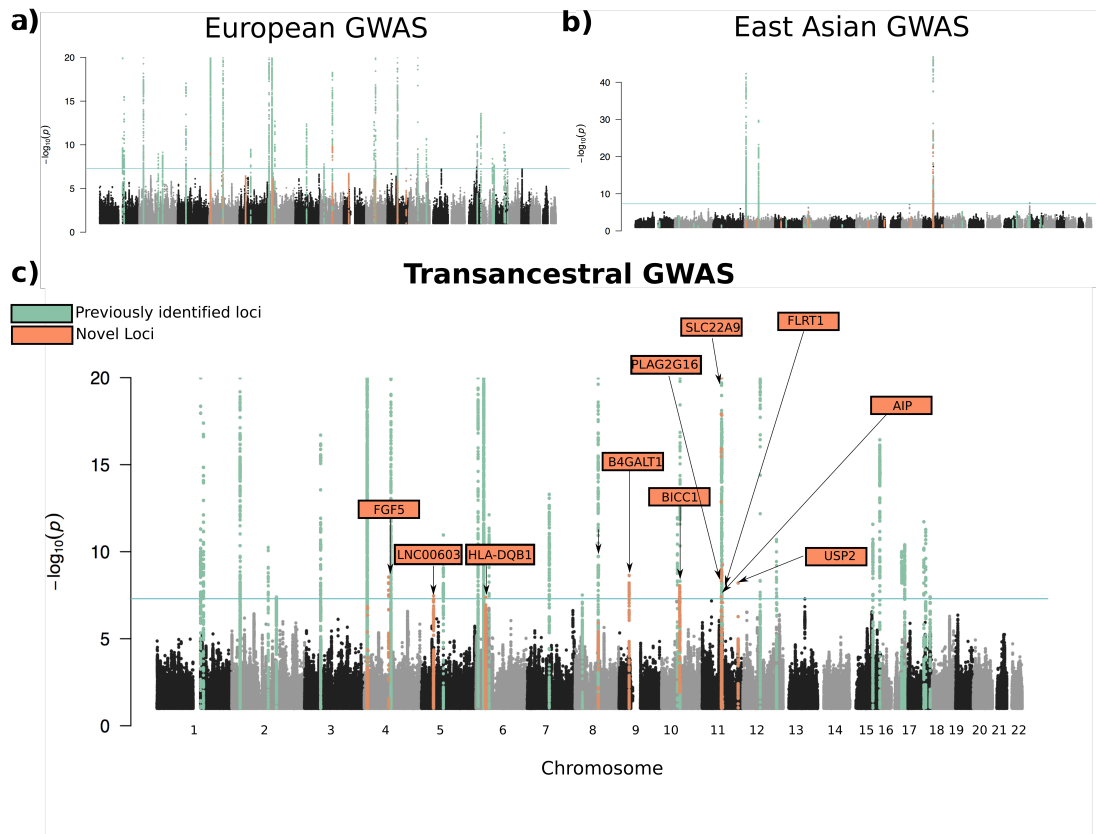 a)
European GWAS
20
15
10
5
0
−log10(p)
b)
East Asian GWAS
40
30
20
10
0
−log10(p)
c)
Transancestral GWAS
Previously identified loci
Novel Loci
SLC22A9
FLRT1
PLAG2G16
AIP
B4GALT1
BICC1
FGF5
LNC00603
HLA-DQB1
USP2
20
15
10
5
0
−log10(p)
1 2 3 4 5 6 7 8 9 10 11 12 13 14 15 16 17 18 19 20 21 22
Chromosome